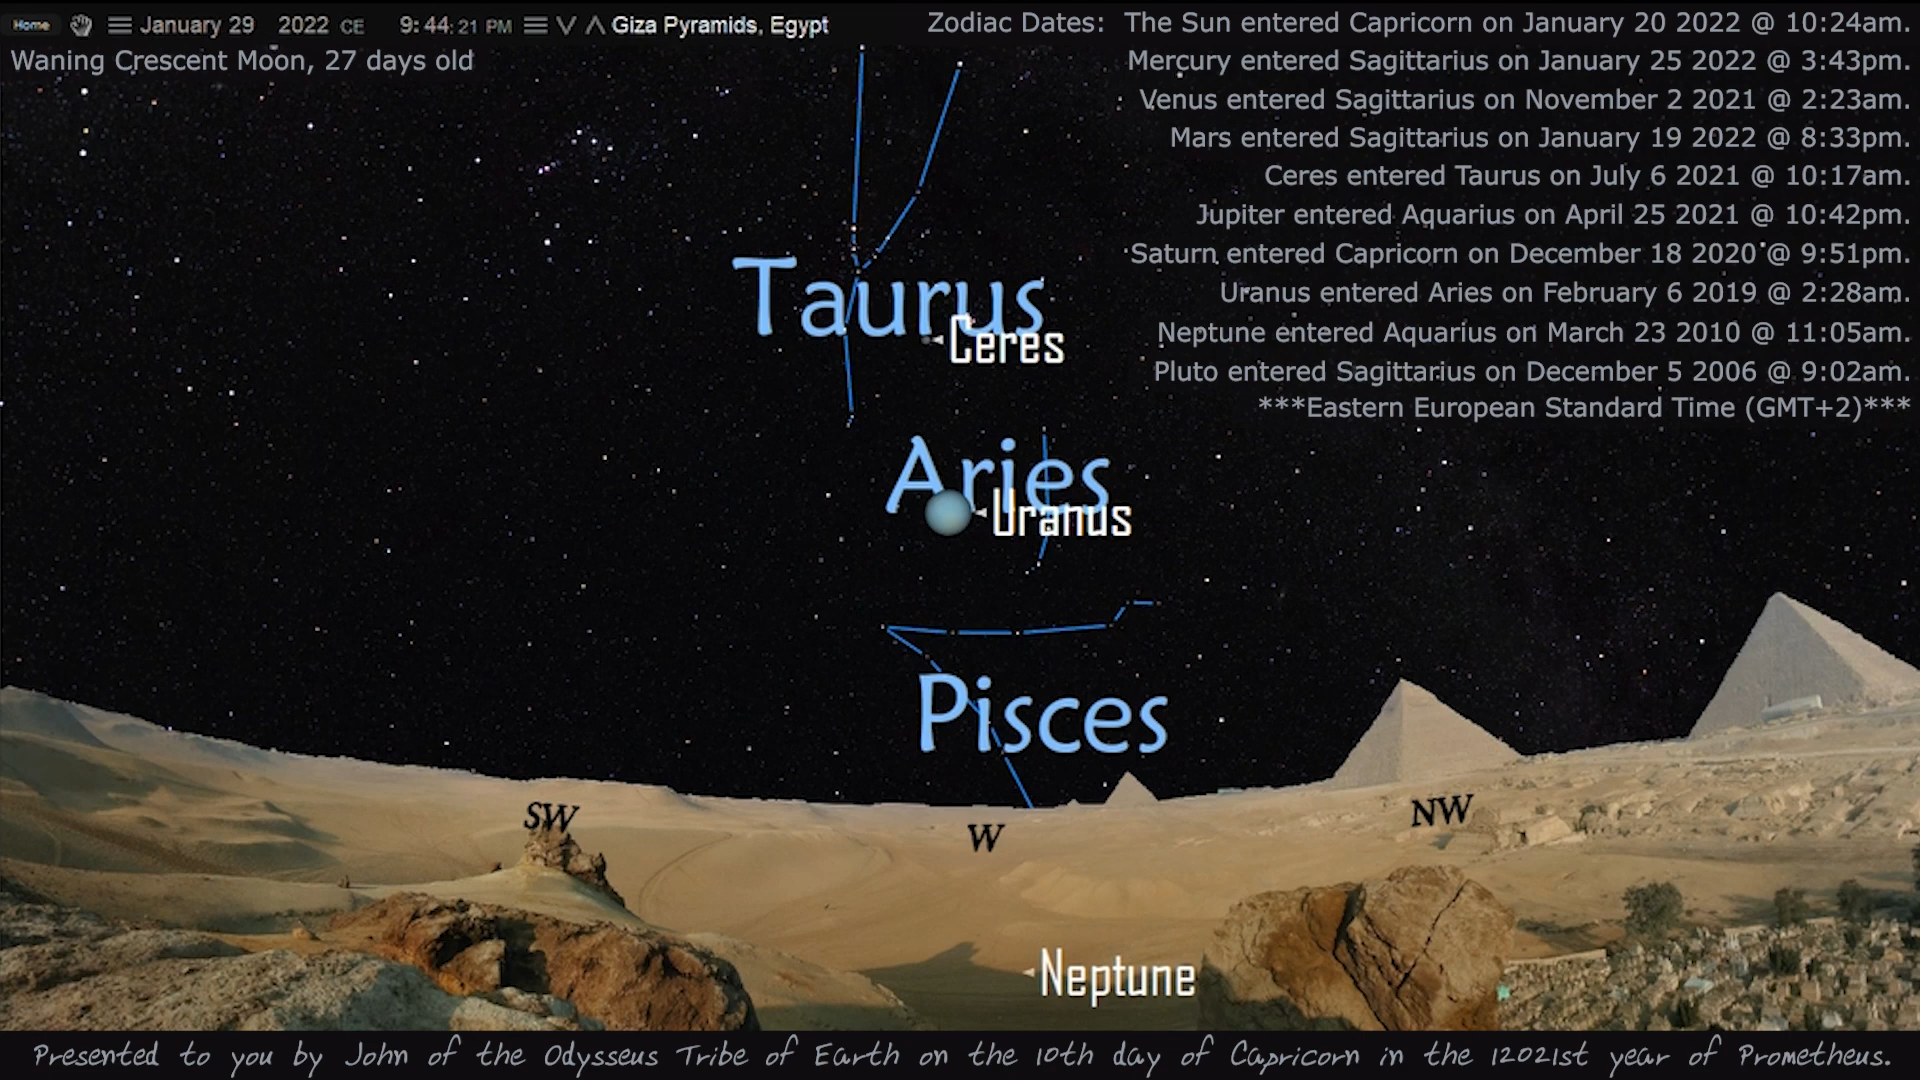 Home January 29 2022 CE 9:44:21 PM Giza Pyramids, Egypt
Waning Crescent Moon, 27 days old
Zodiac Dates: The Sun entered Capricorn on January 20 2022 @ 10:24am.
Mercury entered Sagittarius on January 25 2022 @ 3:43pm.
Venus entered Sagittarius on November 2 2021 @ 2:23am.
Mars entered Sagittarius on January 19 2022 @ 8:33pm.
Ceres entered Taurus on July 6 2021 @ 10:17am.
Jupiter entered Aquarius on April 25 2021 @ 10:42pm.
Saturn entered Capricorn on December 18 2020 @ 9:51pm.
Uranus entered Aries on February 6 2019 @ 2:28am.
Neptune entered Aquarius on March 23 2010 @ 11:05am.
Pluto entered Sagittarius on December 5 2006 @ 9:02am.
***Eastern European Standard Time (GMT+2)***
Taurus
Ceres
Aries
Uranus
Pisces
SW
W
NW
Neptune
Presented to you by John of the Odysseus Tribe of Earth on the 10th day of Capricorn in the 12021st year of Prometheus.